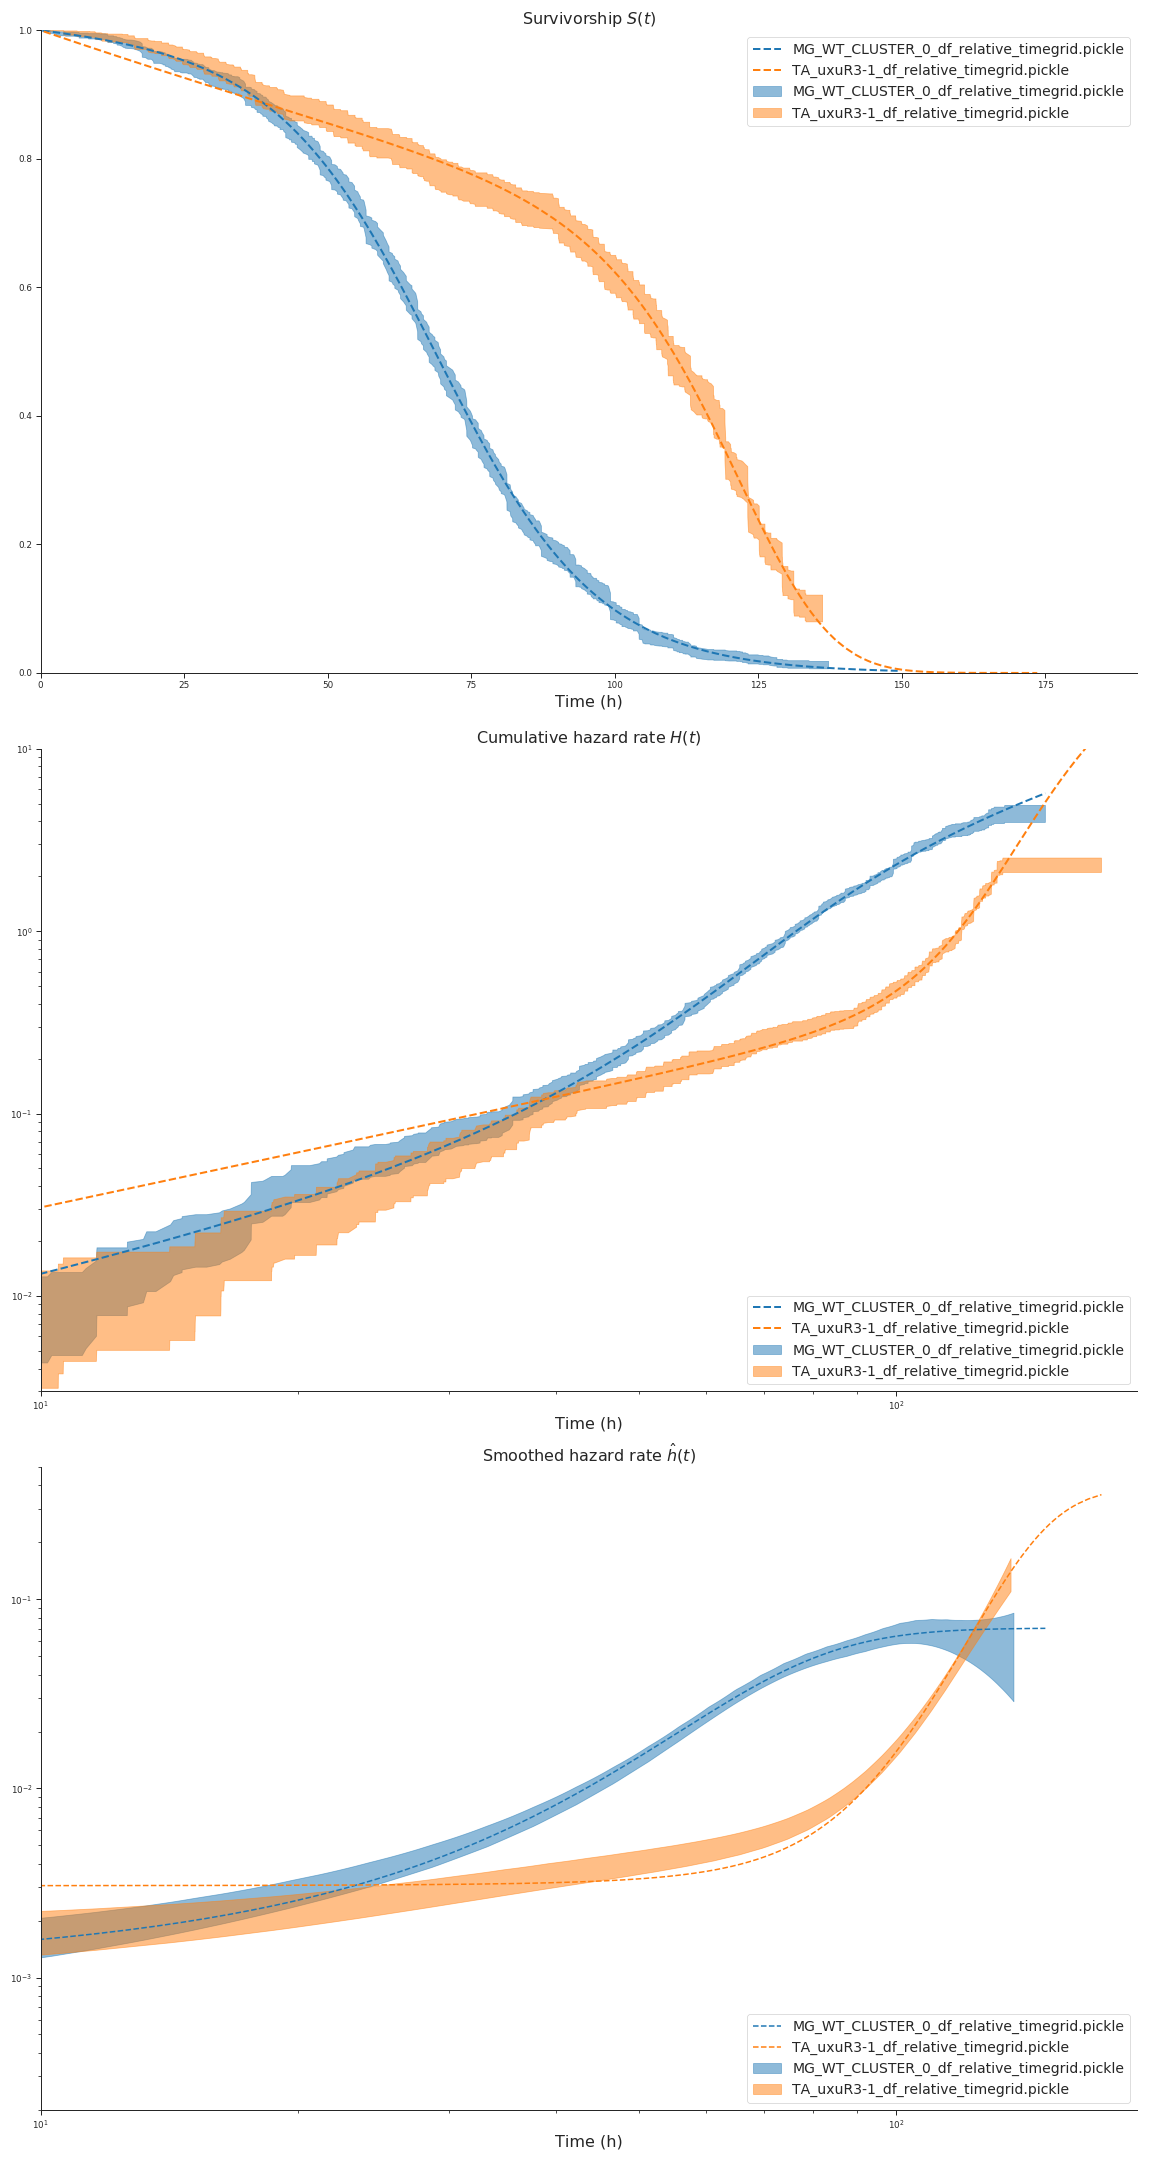 Survivorship S(t)
1.0
0.8
0.6
0.4
0.2
0.0
MG_WT_CLUSTER_0_df_relative_timegrid.pickle
TA_uxuR3-1_df_relative_timegrid.pickle
MG_WT_CLUSTER_0_df_relative_timegrid.pickle
TA_uxuR3-1_df_relative_timegrid.pickle
0 25 50 75 100 125 150 175
Time (h)
Cumulative hazard rate H(t)
10¹
10⁰
10⁻¹
10⁻²
MG_WT_CLUSTER_0_df_relative_timegrid.pickle
TA_uxuR3-1_df_relative_timegrid.pickle
MG_WT_CLUSTER_0_df_relative_timegrid.pickle
TA_uxuR3-1_df_relative_timegrid.pickle
10¹ 10²
Time (h)
Smoothed hazard rate ĥ(t)
10⁻¹
10⁻²
10⁻³
MG_WT_CLUSTER_0_df_relative_timegrid.pickle
TA_uxuR3-1_df_relative_timegrid.pickle
MG_WT_CLUSTER_0_df_relative_timegrid.pickle
TA_uxuR3-1_df_relative_timegrid.pickle
10¹ 10²
Time (h)